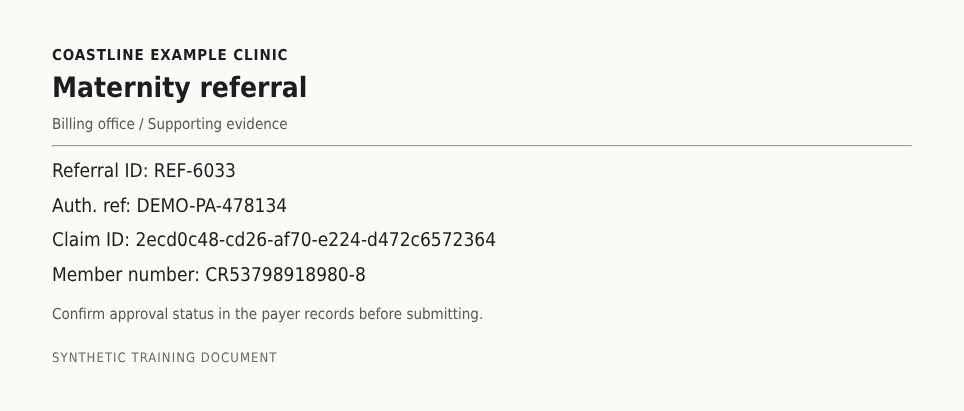 COASTLINE EXAMPLE CLINIC
Maternity referral
Billing office / Supporting evidence
Referral ID: REF-6033
Auth. ref: DEMO-PA-478134
Claim ID: 2ecd0c48-cd26-af70-e224-d472c6572364
Member number: CR53798918980-8
Confirm approval status in the payer records before submitting.
SYNTHETIC TRAINING DOCUMENT